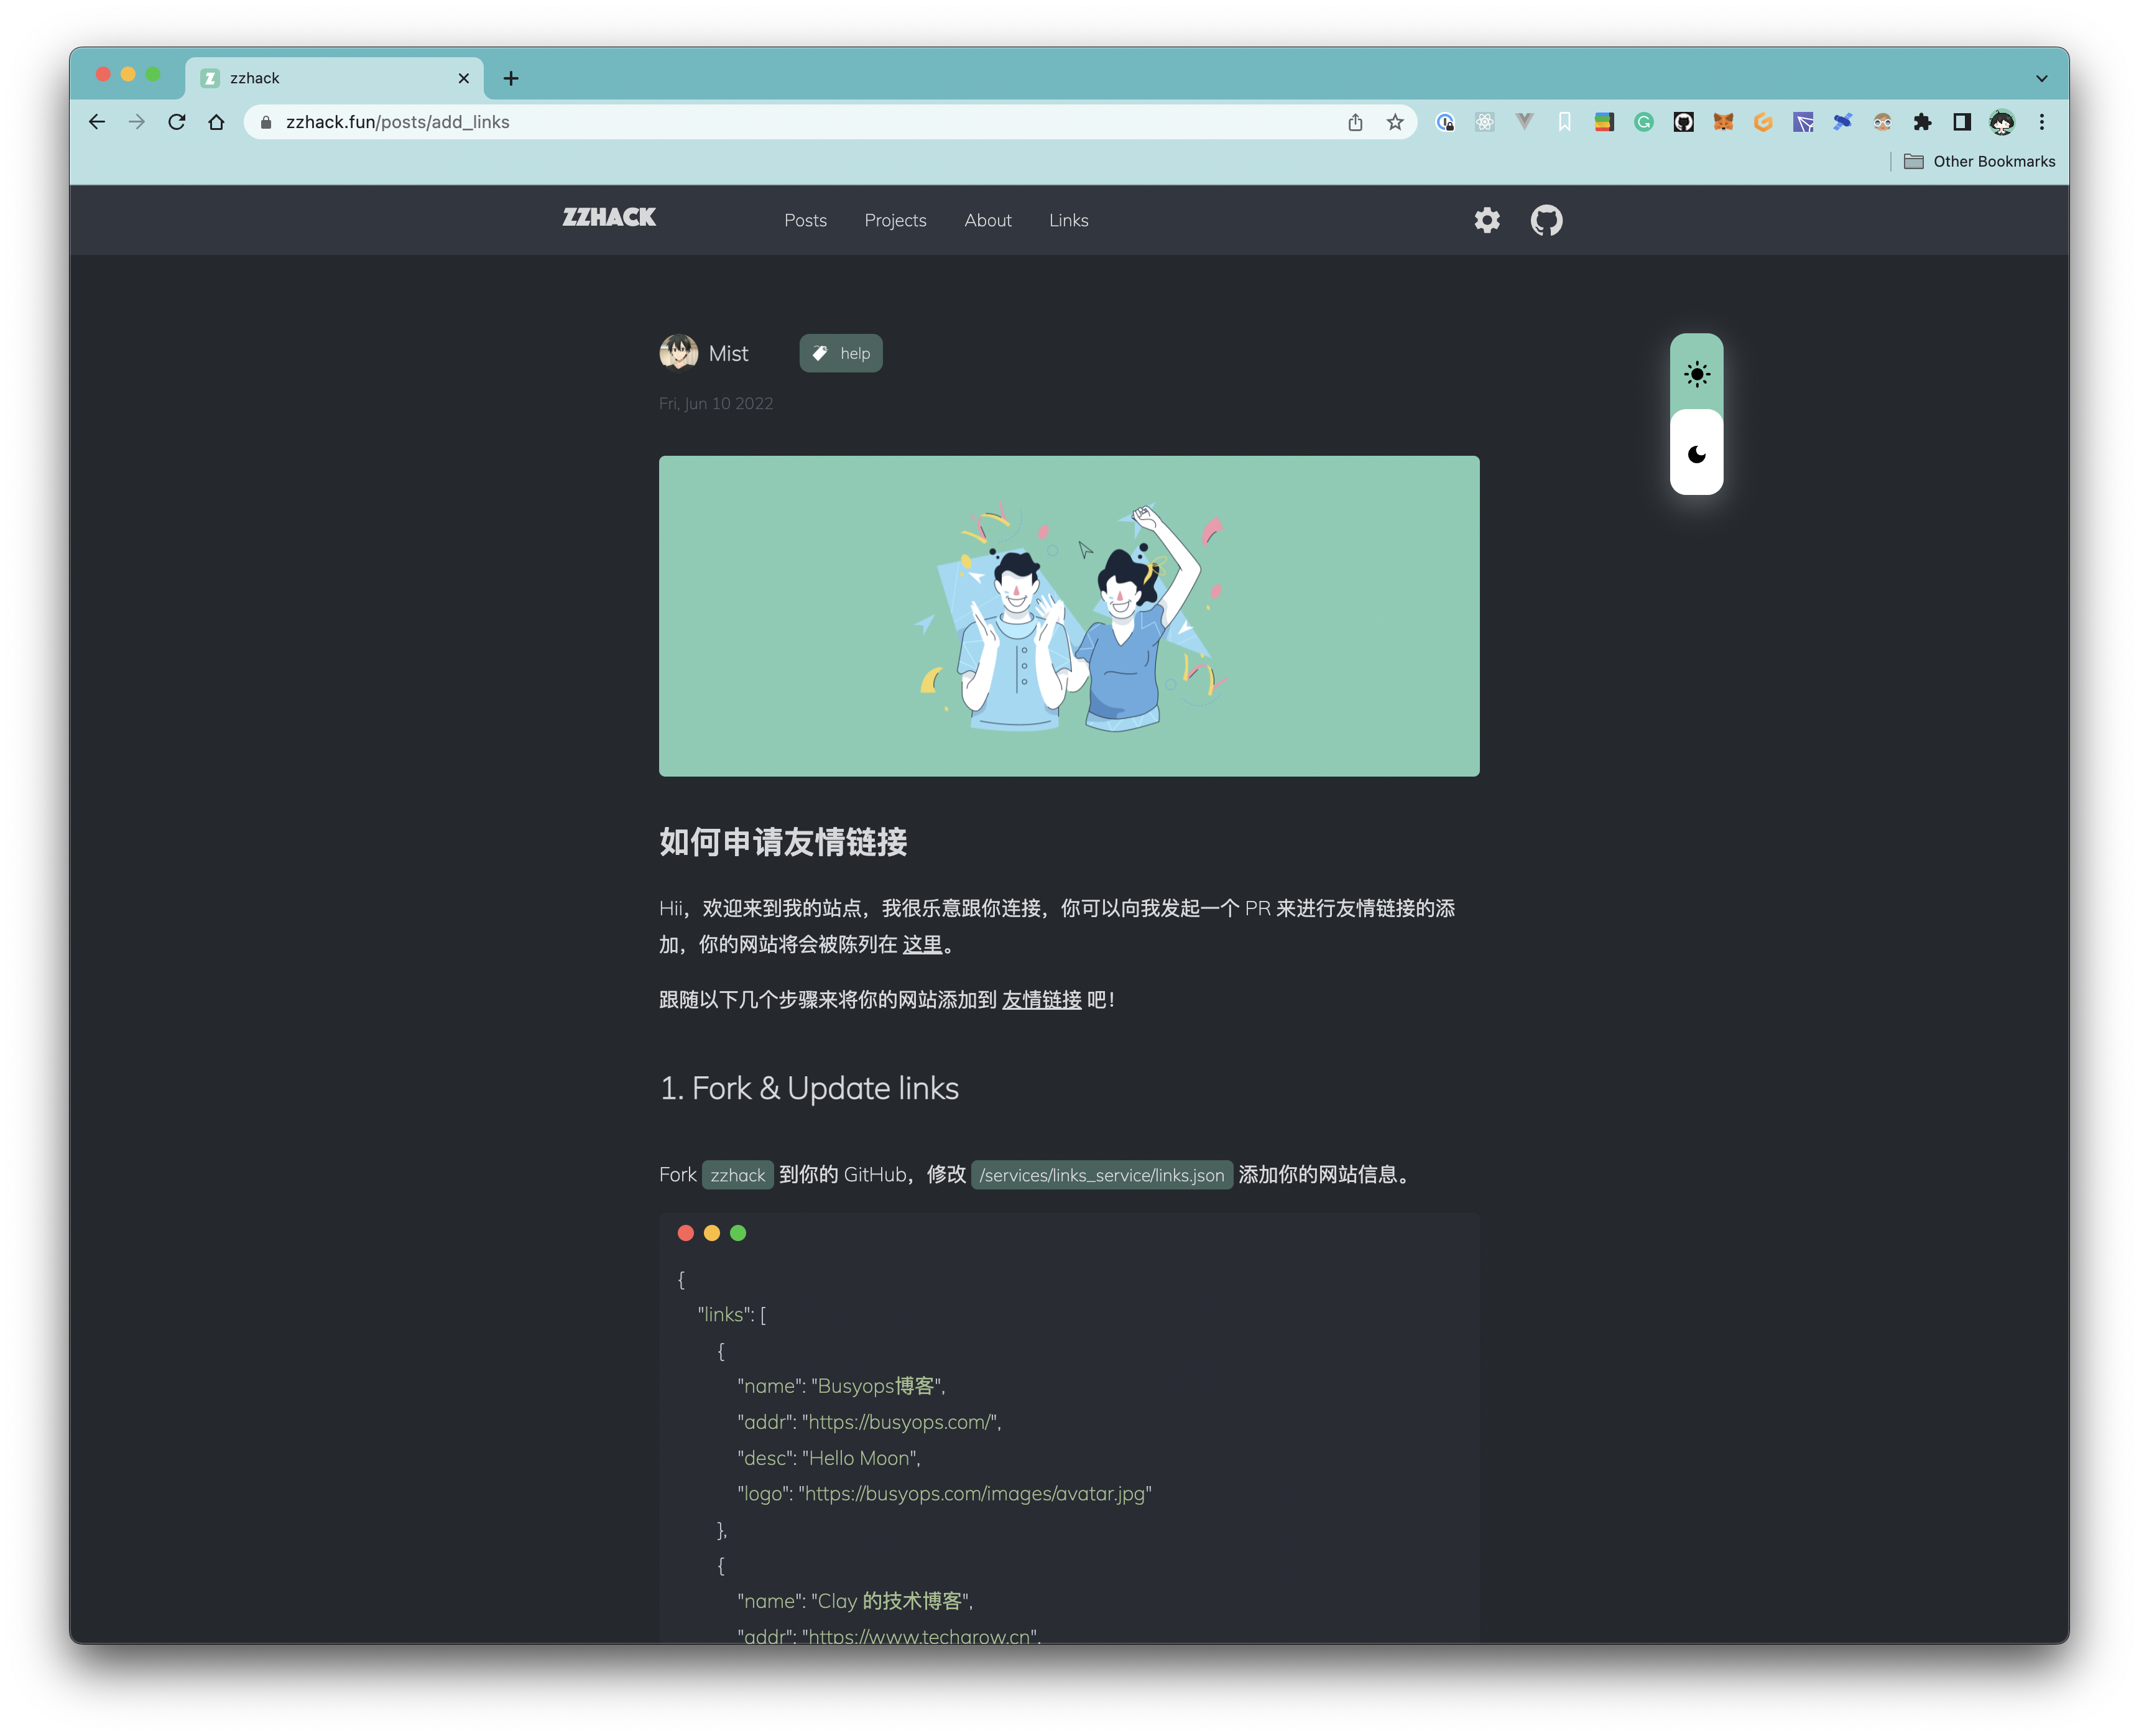 zzhack
zzhack.fun/posts/add_links
Other Bookmarks
ZZHACK
Posts
Projects
About
Links
Mist
help
Fri, Jun 10 2022
如何申请友情链接
Hii，欢迎来到我的站点，我很乐意跟你连接，你可以向我发起一个 PR 来进行友情链接的添
加，你的网站将会被陈列在 这里。
跟随以下几个步骤来将你的网站添加到 友情链接 吧！
1. Fork & Update links
Fork zzhack 到你的 GitHub，修改 /services/links_service/links.json 添加你的网站信息。
{
"links": [
{
"name": "Busyops博客",
"addr": "https://busyops.com/",
"desc": "Hello Moon",
"logo": "https://busyops.com/images/avatar.jpg"
},
{
"name": "Clay 的技术博客",
"addr": "https://www.techgrow.cn",